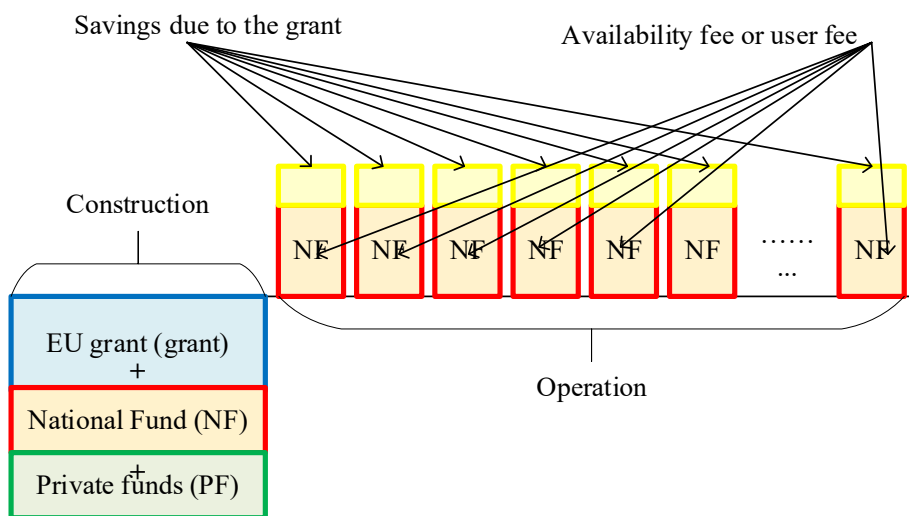 Savings due to the grant
Availability fee or user fee
Construction
NF NF NF NF NF NF …… NF
...
EU grant (grant)
+
Operation
National Fund (NF)
+
Private funds (PF)